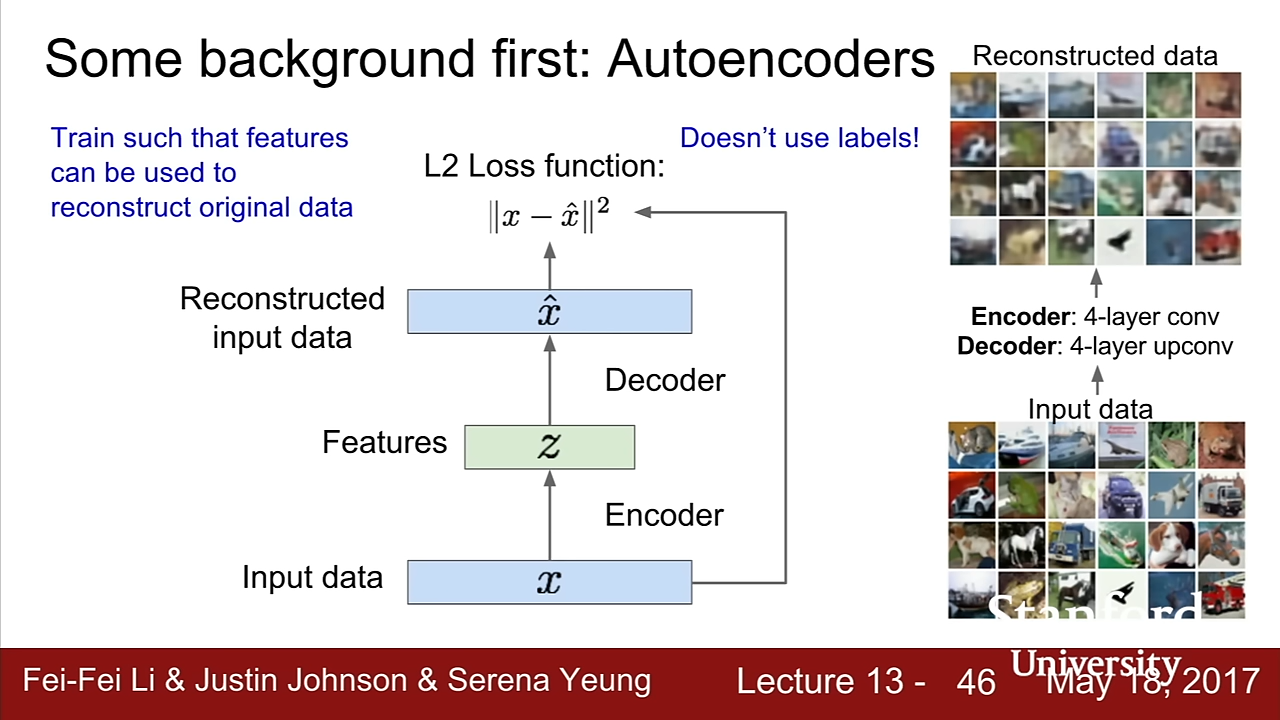 Some background first: Autoencoders
Train such that features
can be used to
reconstruct original data
L2 Loss function:
Doesn't use labels!
‖x − x̂‖²
Reconstructed
input data
x̂
Decoder
Features
z
Encoder
Input data
x
Reconstructed data
Encoder: 4-layer conv
Decoder: 4-layer upconv
Input data
Stanford
University
Fei-Fei Li & Justin Johnson & Serena Yeung
Lecture 13 - 46
May 18, 2017